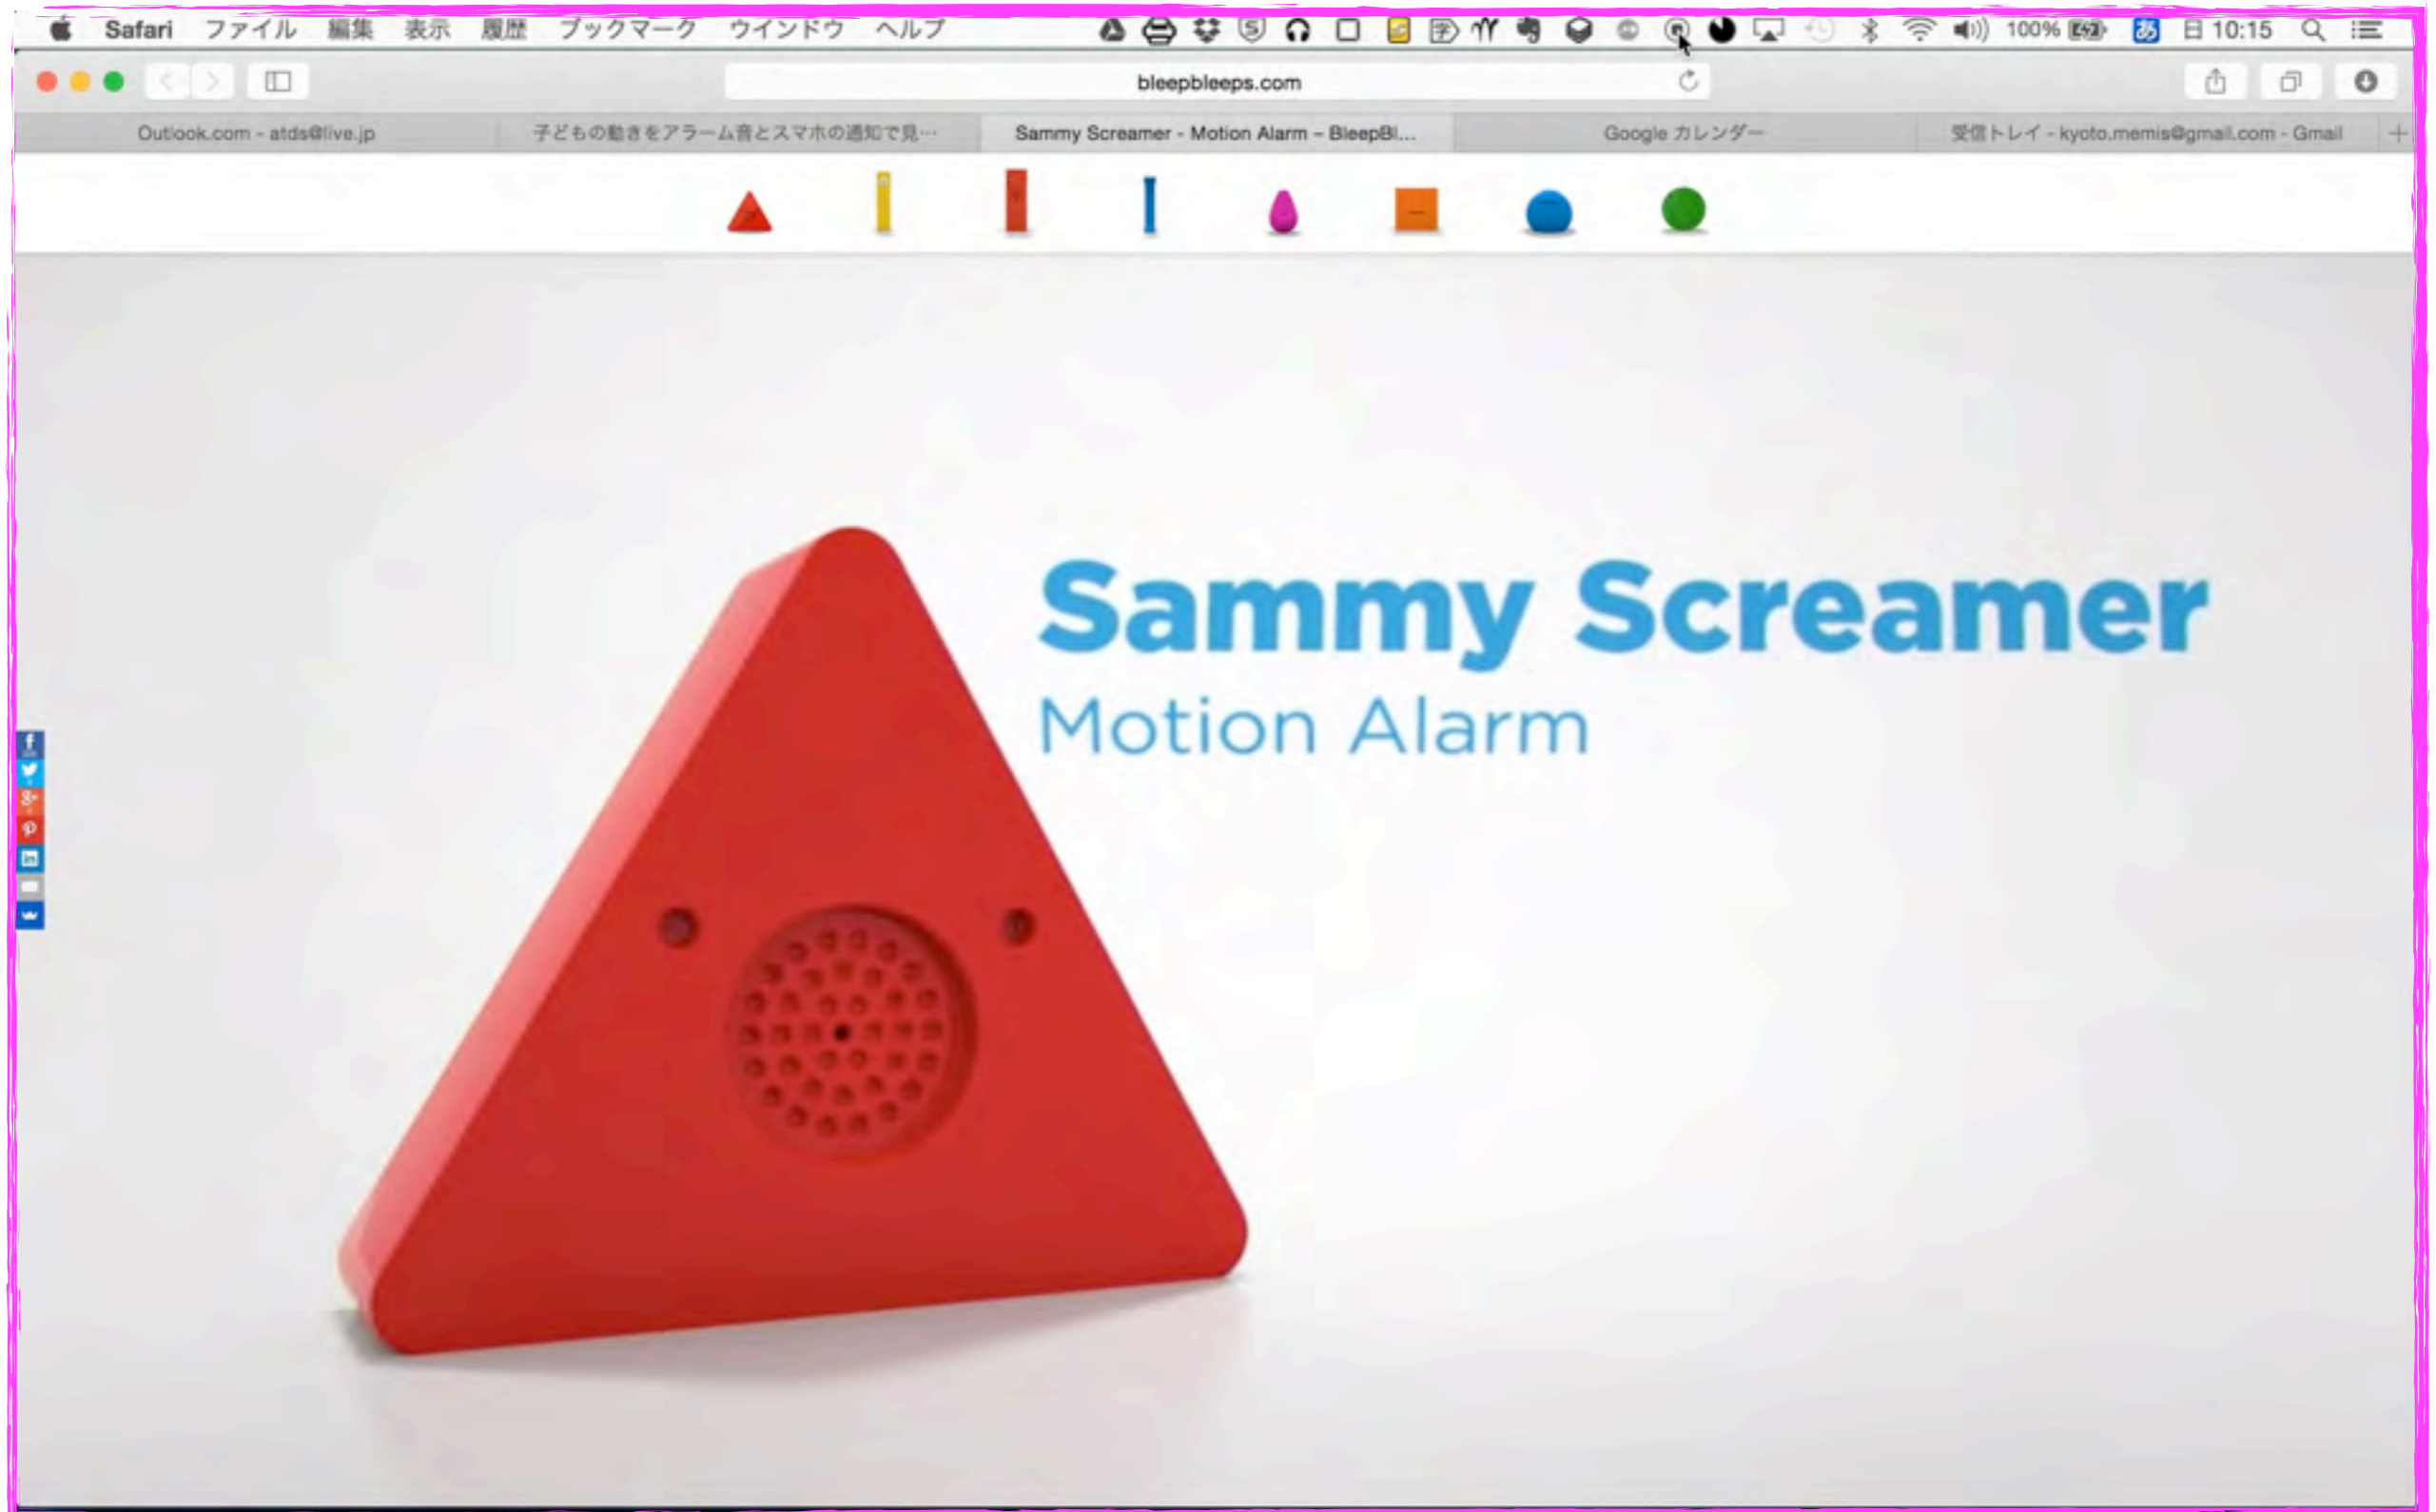 Safari ファイル 編集 表示 履歴 ブックマーク ウインドウ ヘルプ 100% 日 10:15
bleepbleeps.com
Outlook.com - atds@live.jp
子どもの動きをアラーム音とスマホの通知で見…
Sammy Screamer - Motion Alarm – BleepBl...
Google カレンダー
受信トレイ - kyoto.memis@gmail.com - Gmail
Sammy Screamer
Motion Alarm